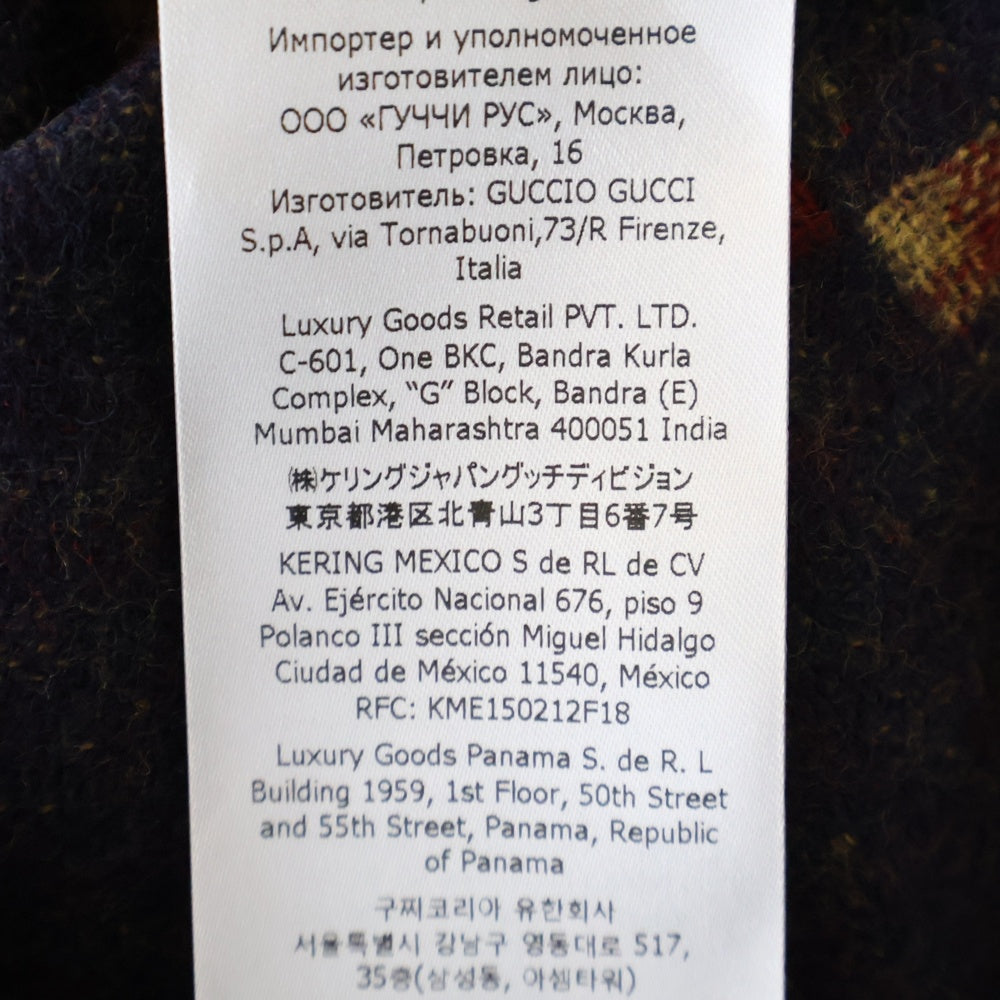 Импортер и уполномоченное
изготовителем лицо:
ООО «ГУЧЧИ РУС», Москва,
Петровка, 16
Изготовитель: GUCCIO GUCCI
S.p.A, via Tornabuoni,73/R Firenze,
Italia
Luxury Goods Retail PVT. LTD.
C-601, One BKC, Bandra Kurla
Complex, “G” Block, Bandra (E)
Mumbai Maharashtra 400051 India
㈱ケリングジャパングッチディビジョン
東京都港区北青山3丁目6番7号
KERING MEXICO S de RL de CV
Av. Ejército Nacional 676, piso 9
Polanco III sección Miguel Hidalgo
Ciudad de México 11540, México
RFC: KME150212F18
Luxury Goods Panama S. de R. L
Building 1959, 1st Floor, 50th Street
and 55th Street, Panama, Republic
of Panama
구찌코리아 유한회사
서울특별시 강남구 영동대로 517,
35층(삼성동, 아셈타워)